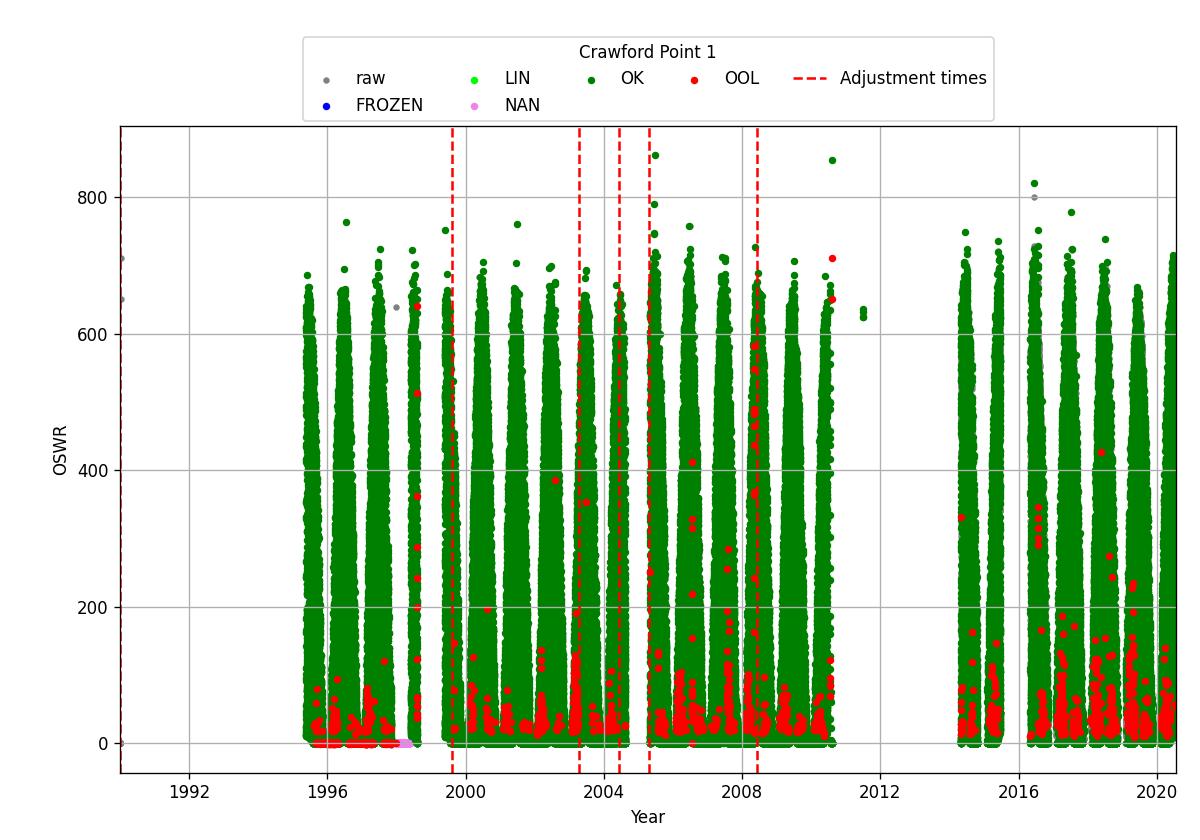 Crawford Point 1
raw LIN OK OOL Adjustment times
FROZEN NAN
800
600
400
200
0
OSWR
1992 1996 2000 2004 2008 2012 2016 2020
Year